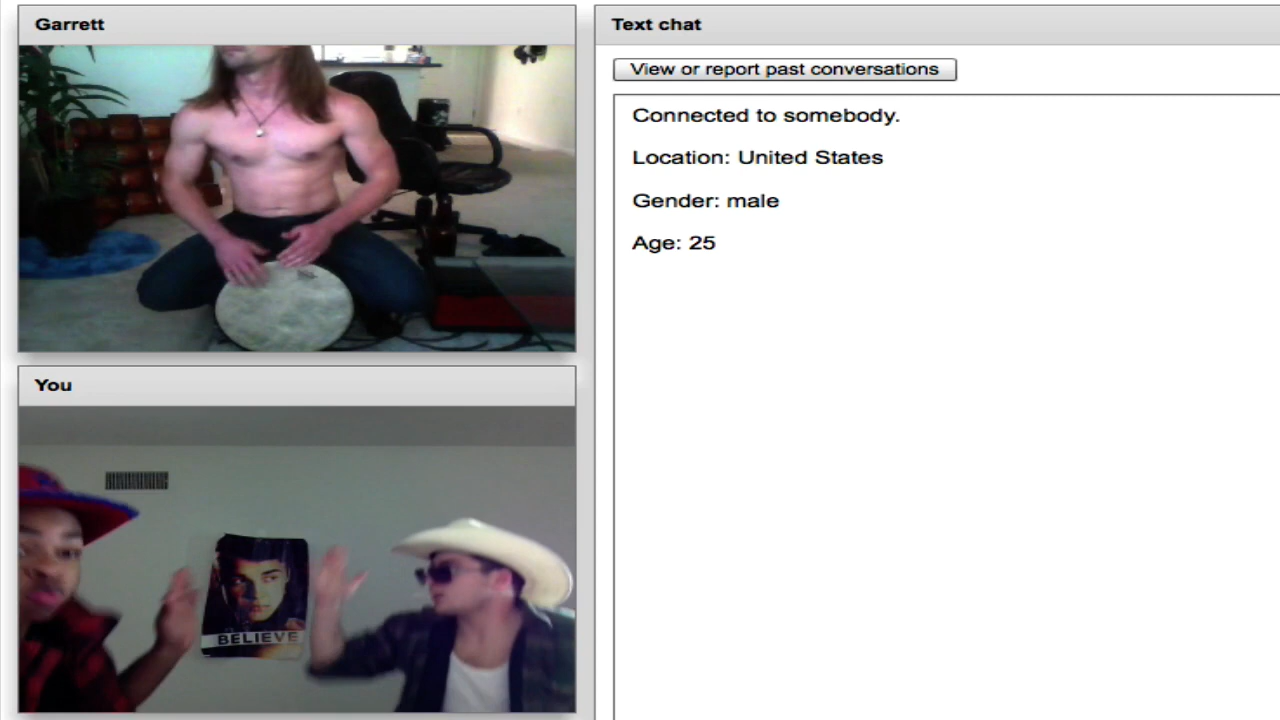 Garrett
Text chat
View or report past conversations
Connected to somebody.
Location: United States
Gender: male
Age: 25
You
BELIEVE